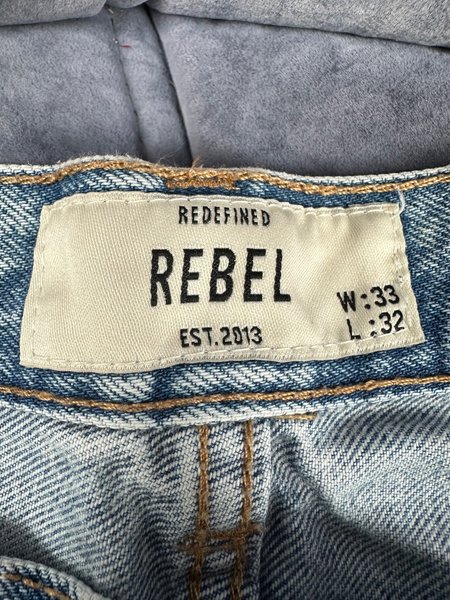 REDEFINED
REBEL
EST.2013
W:33
L:32